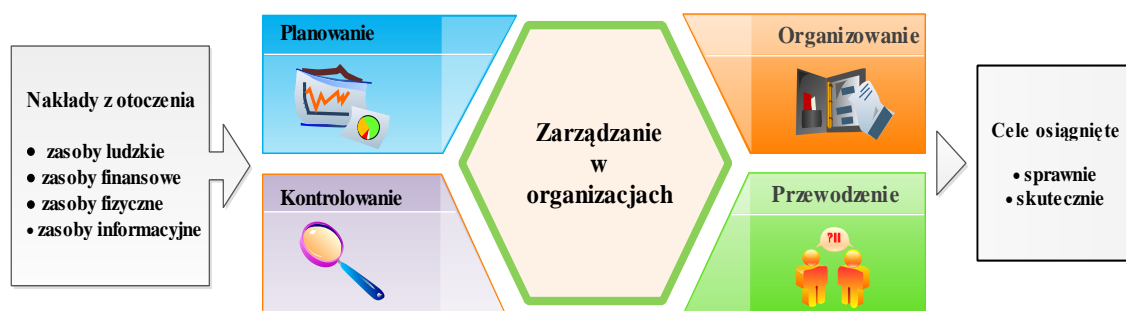 Nakłady z otoczenia
• zasoby ludzkie
• zasoby finansowe
• zasoby fizyczne
• zasoby informacyjne
Planowanie
Kontrolowanie
Zarządzanie
w
organizacjach
Organizowanie
Przewodzenie
?!!
Cele osiągnięte
• sprawnie
• skutecznie